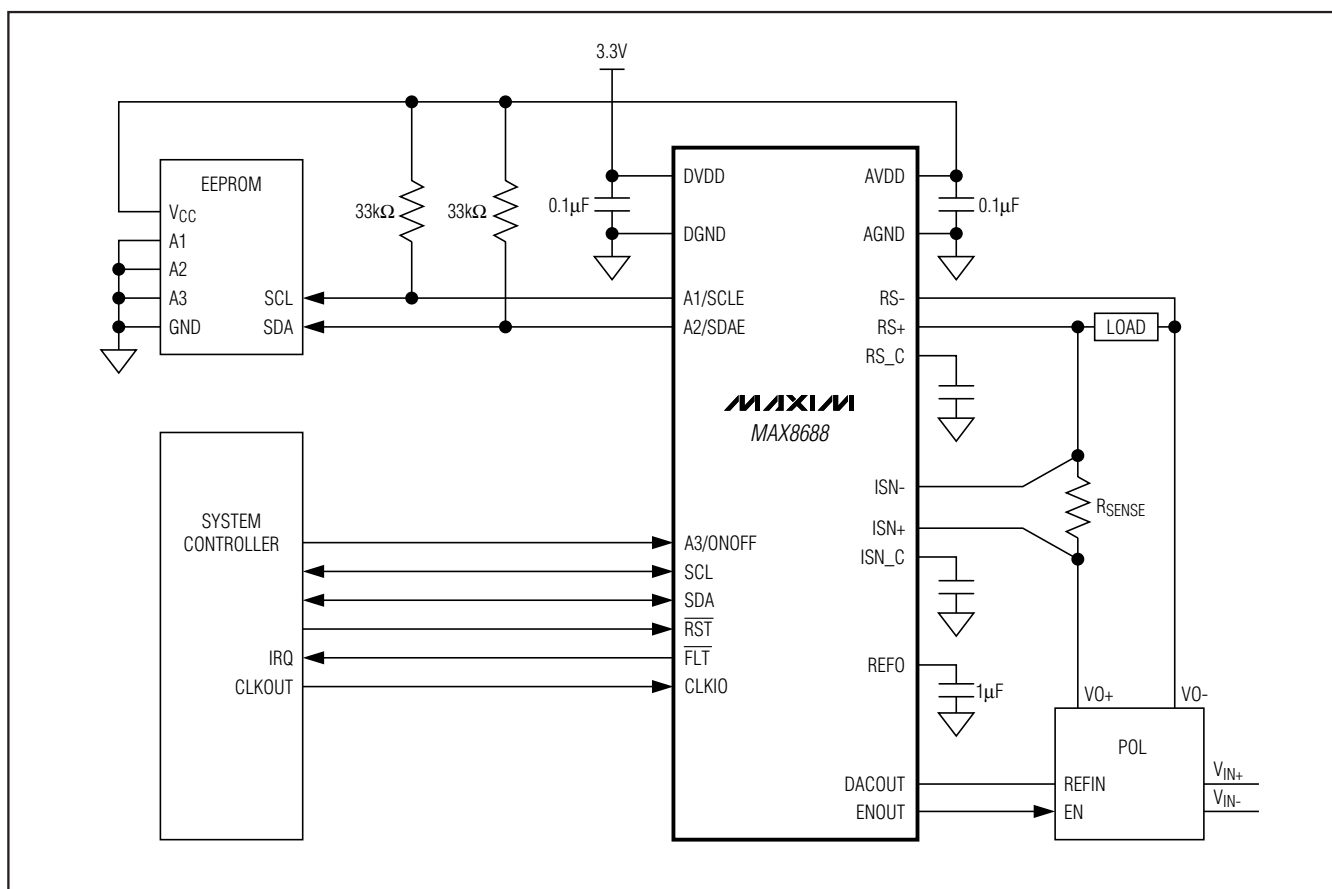 3.3V
EEPROM
VCC
A1
A2
A3
GND
SCL
SDA
33kΩ
33kΩ
0.1µF
DVDD
DGND
A1/SCLE
A2/SDAE
AVDD
AGND
0.1µF
RS-
RS+
RS_C
LOAD
MAXIM
MAX8688
ISN-
ISN+
ISN_C
RSENSE
SYSTEM
CONTROLLER
IRQ
CLKOUT
A3/ONOFF
SCL
SDA
RST
FLT
CLKIO
REFO
1µF
DACOUT
ENOUT
VO+
VO-
POL
REFIN
EN
VIN+
VIN-